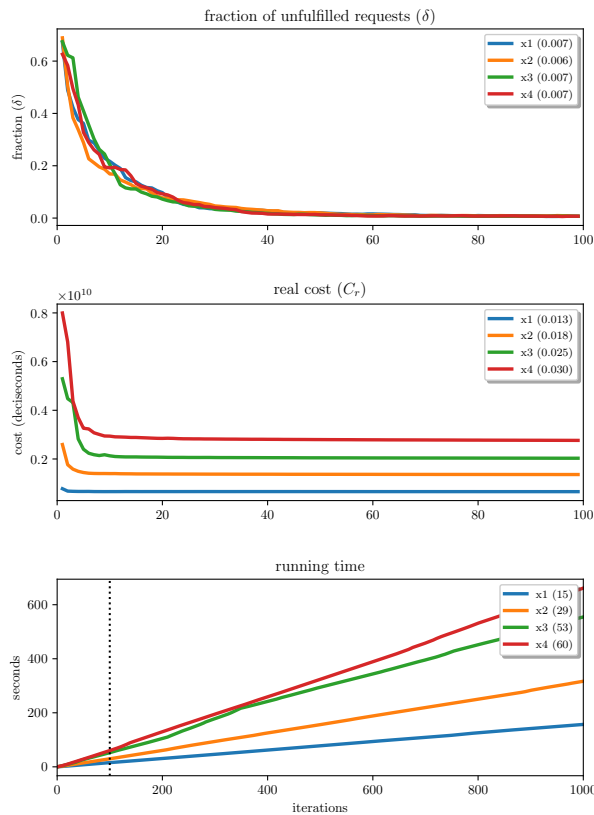 fraction of unfulfilled requests (δ)
fraction (δ)
0.6
0.4
0.2
0.0
x1 (0.007)
x2 (0.006)
x3 (0.007)
x4 (0.007)
0 20 40 60 80 100
real cost (C_r)
×10^10
cost (deciseconds)
0.8
0.6
0.4
0.2
x1 (0.013)
x2 (0.018)
x3 (0.025)
x4 (0.030)
0 20 40 60 80 100
running time
seconds
600
400
200
0
x1 (15)
x2 (29)
x3 (53)
x4 (60)
0 200 400 600 800 1000
iterations